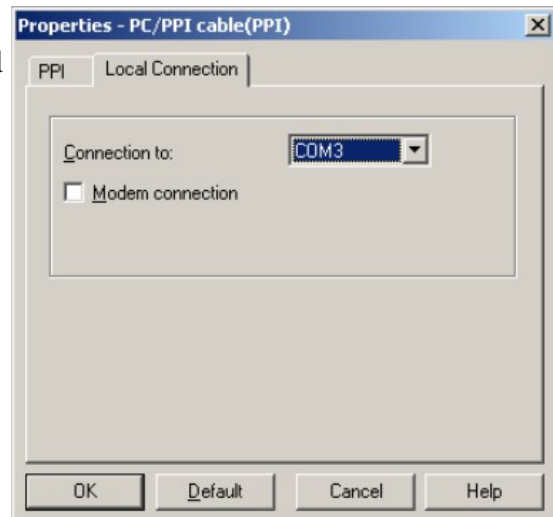 Properties - PC/PPI cable(PPI)
PPI Local Connection
Connection to: COM3
Modem connection
OK Default Cancel Help